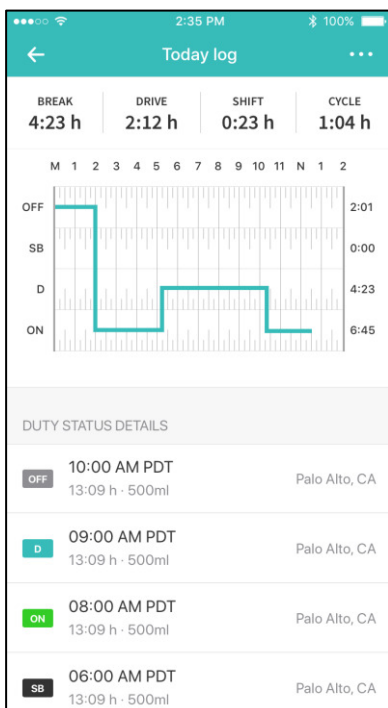 2:35 PM 100%
Today log
BREAK DRIVE SHIFT CYCLE
4:23 h 2:12 h 0:23 h 1:04 h
M 1 2 3 4 5 6 7 8 9 10 11 N 1 2
OFF 2:01
SB 0:00
D 4:23
ON 6:45
DUTY STATUS DETAILS
10:00 AM PDT
OFF Palo Alto, CA
13:09 h · 500ml
09:00 AM PDT
D Palo Alto, CA
13:09 h · 500ml
08:00 AM PDT
ON Palo Alto, CA
13:09 h · 500ml
06:00 AM PDT
SB Palo Alto, CA
13:09 h · 500ml